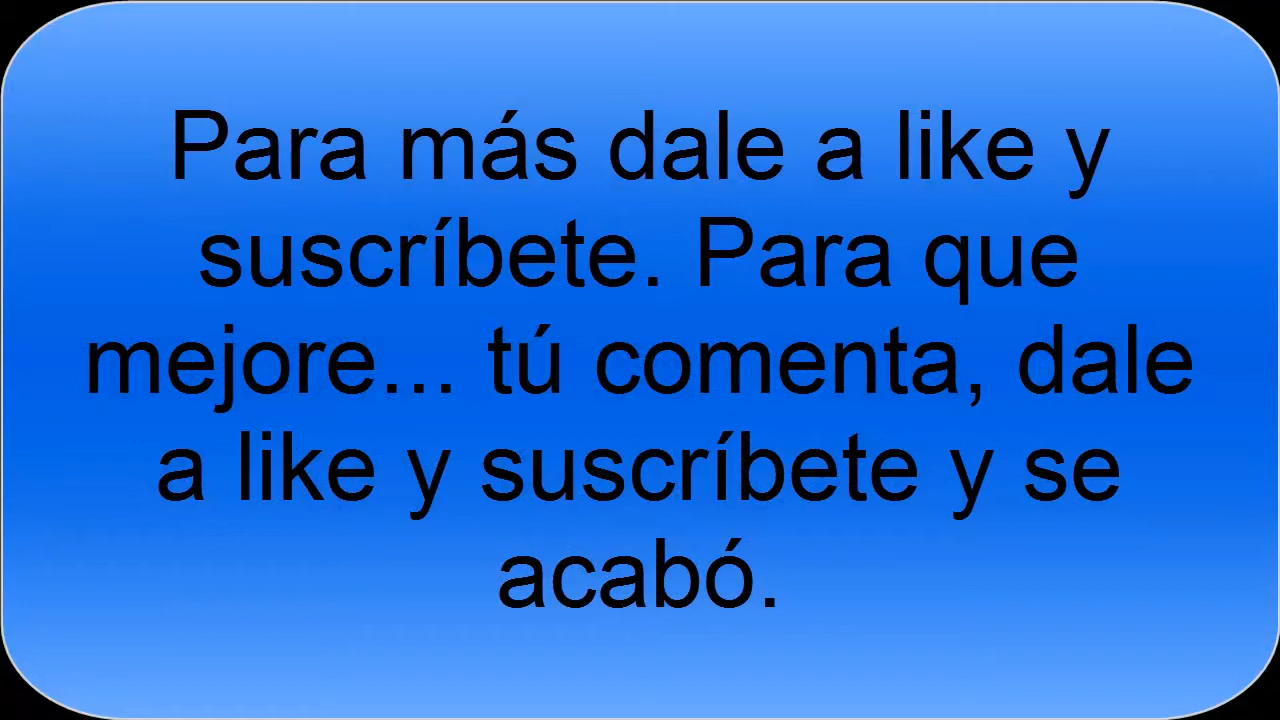 Para más dale a like y
suscríbete. Para que
mejore... tú comenta, dale
a like y suscríbete y se
acabó.